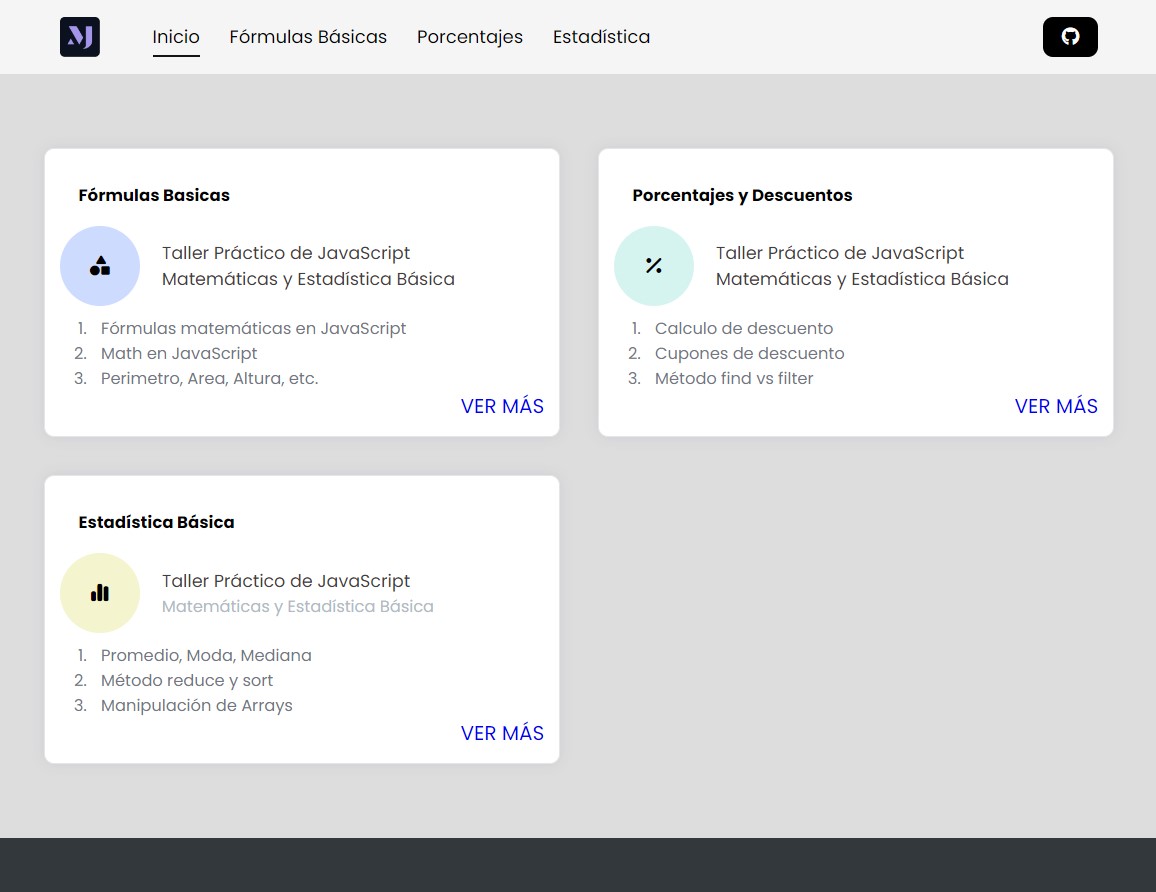 MJ
Inicio
Fórmulas Básicas
Porcentajes
Estadística
Fórmulas Basicas
Taller Práctico de JavaScript
Matemáticas y Estadística Básica
1. Fórmulas matemáticas en JavaScript
2. Math en JavaScript
3. Perimetro, Area, Altura, etc.
VER MÁS
Porcentajes y Descuentos
Taller Práctico de JavaScript
Matemáticas y Estadística Básica
1. Calculo de descuento
2. Cupones de descuento
3. Método find vs filter
VER MÁS
Estadística Básica
Taller Práctico de JavaScript
Matemáticas y Estadística Básica
1. Promedio, Moda, Mediana
2. Método reduce y sort
3. Manipulación de Arrays
VER MÁS